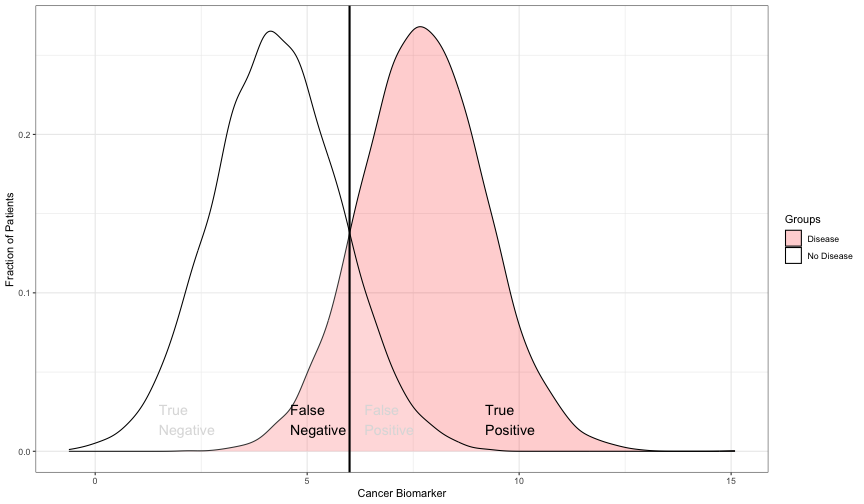 0.2
0.1
0.0
Fraction of Patients
True
Negative
False
Negative
False
Positive
True
Positive
0
5
10
15
Cancer Biomarker
Groups
Disease
No Disease